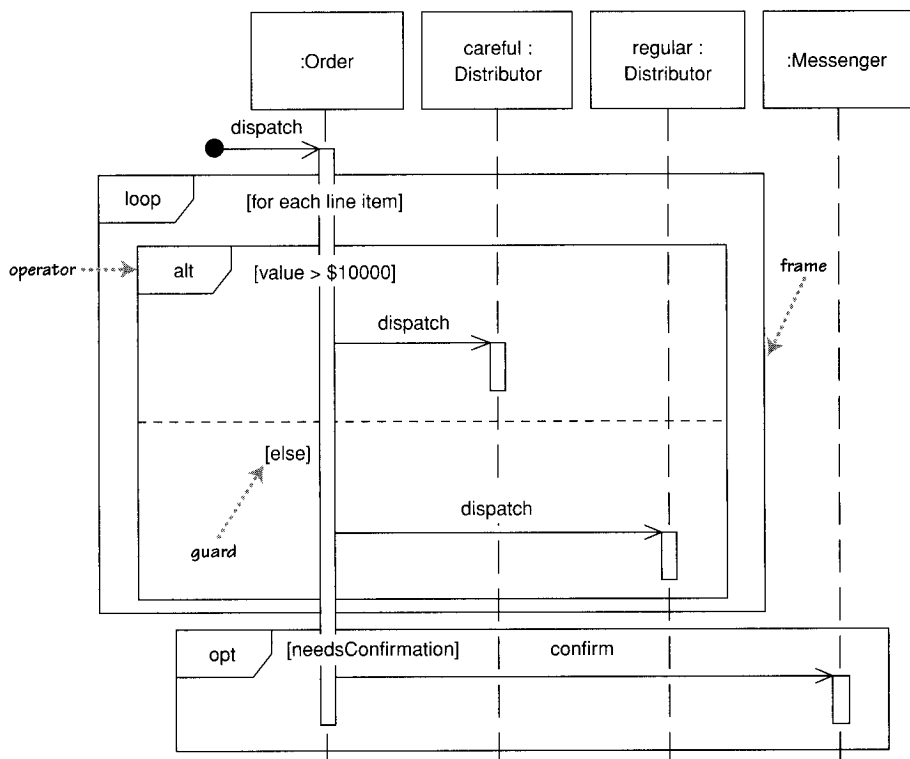 :Order
careful :
Distributor
regular :
Distributor
:Messenger
dispatch
loop
[for each line item]
operator
alt
[value > $10000]
frame
dispatch
[else]
dispatch
guard
opt
[needsConfirmation]
confirm